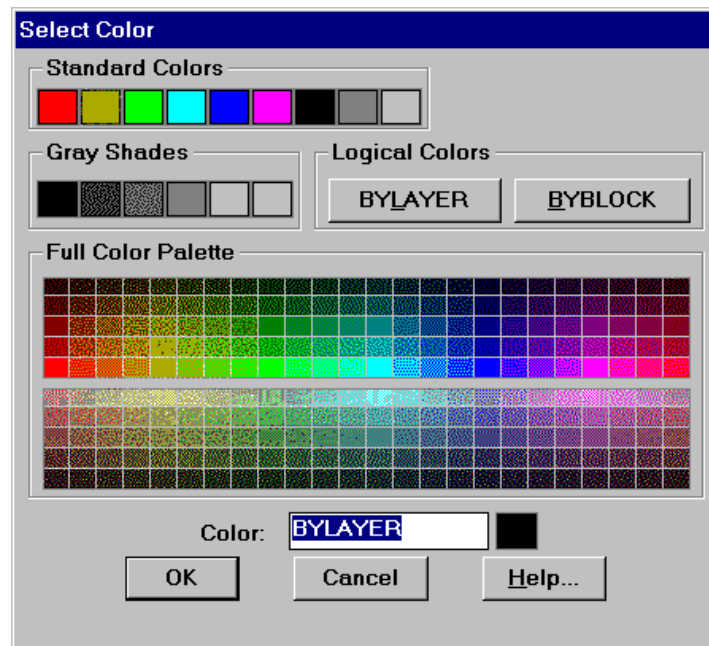 Select Color
Standard Colors
Gray Shades
Logical Colors
BYLAYER
BYBLOCK
Full Color Palette
Color: BYLAYER
OK Cancel Help...